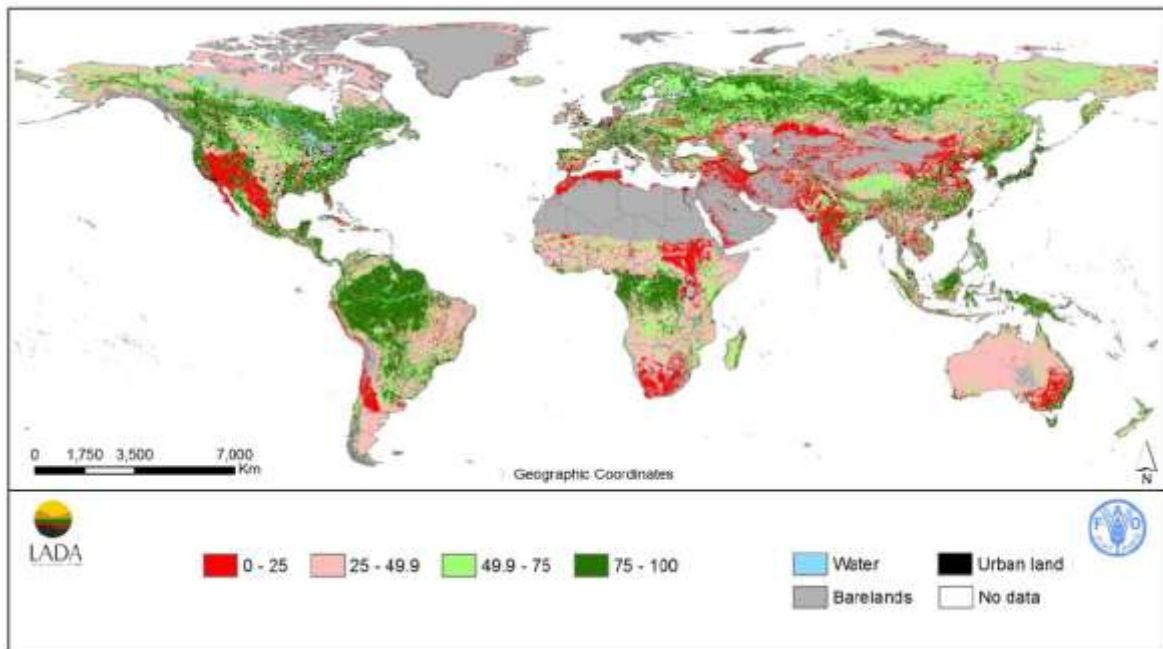 0 1,750 3,500 7,000
Km
Geographic Coordinates
N
LADA
0 - 25 25 - 49.9 49.9 - 75 75 - 100
Water Urban land
Barelands No data
F A O